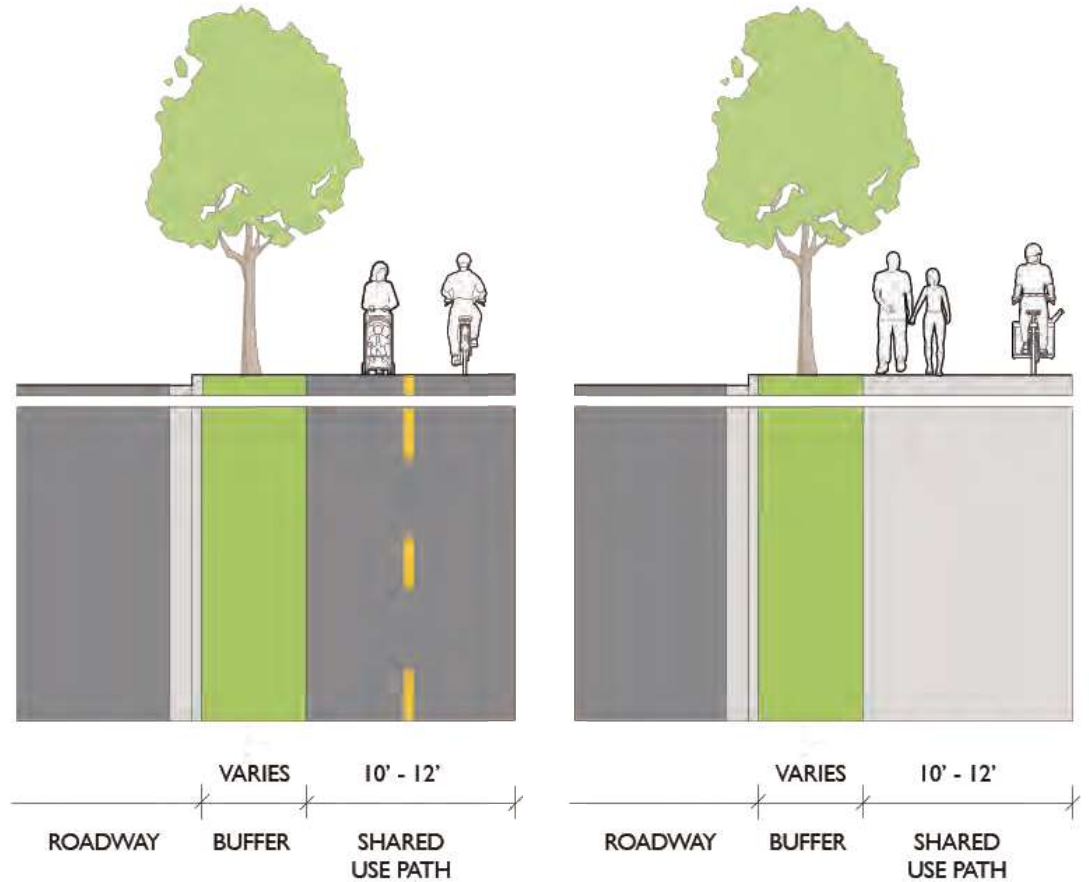 VARIES 10' - 12'
ROADWAY BUFFER SHARED
USE PATH
VARIES 10' - 12'
ROADWAY BUFFER SHARED
USE PATH